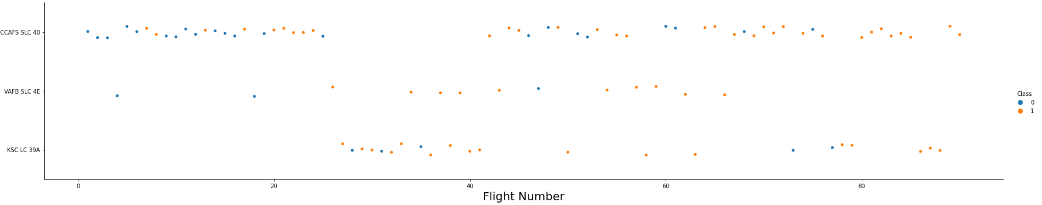 CCAFS SLC 40
VAFB SLC 4E
KSC LC 39A
0
20
40
60
80
Flight Number
Class
0
1